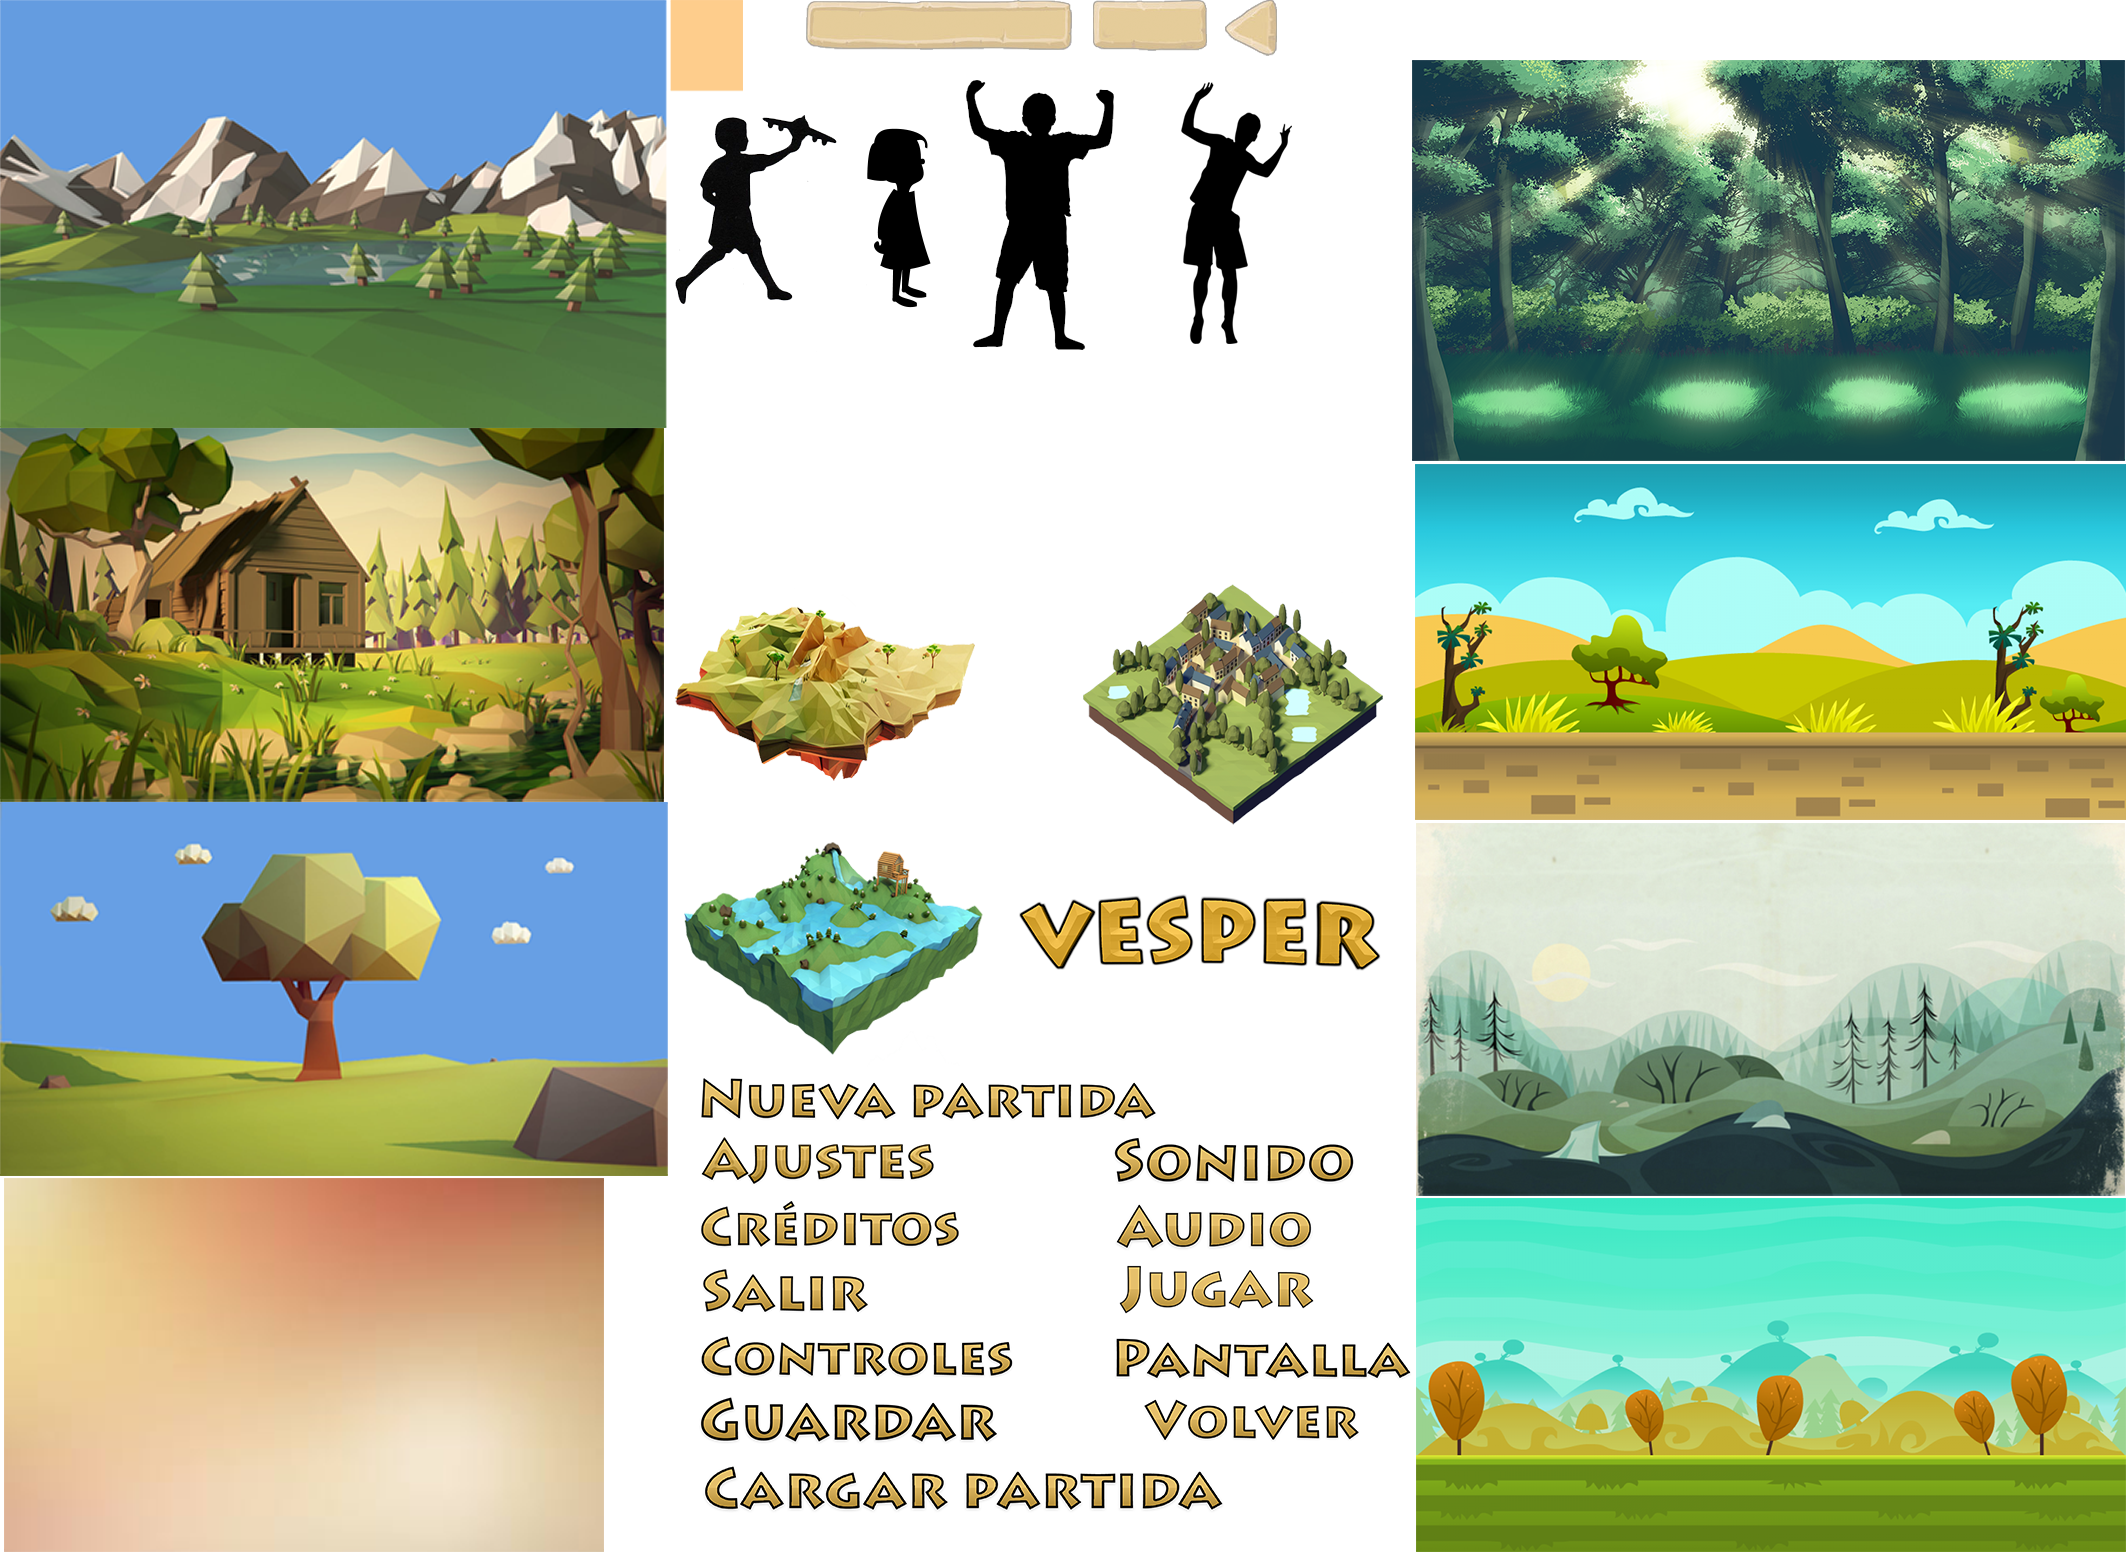 VESPER
NUEVA PARTIDA
AJUSTES
SONIDO
CRÉDITOS
AUDIO
SALIR
JUGAR
CONTROLES
PANTALLA
GUARDAR
VOLVER
CARGAR PARTIDA